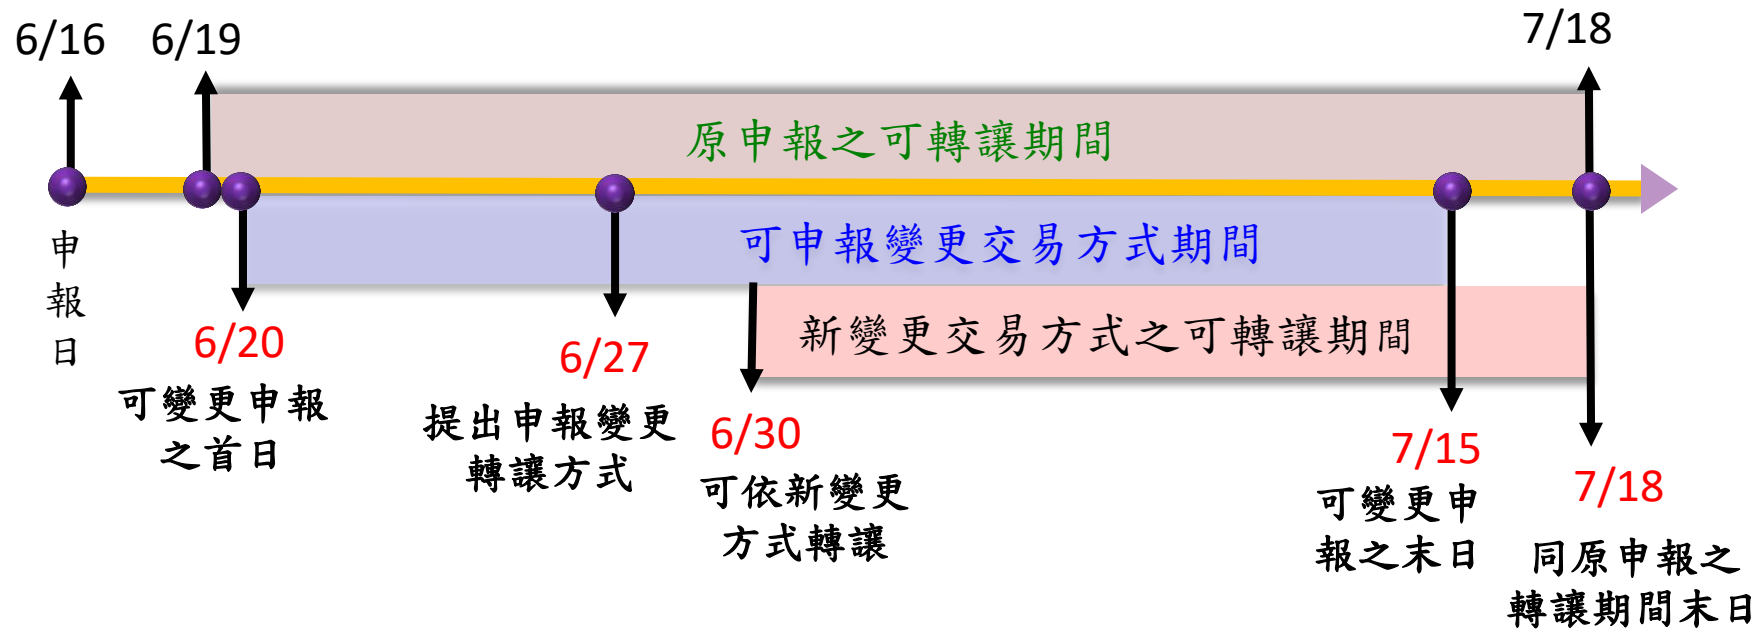 6/16
6/19
7/18
原申報之可轉讓期間
可申報變更交易方式期間
新變更交易方式之可轉讓期間
申
報
日
6/20
可變更申報
之首日
6/27
提出申報變更
轉讓方式
6/30
可依新變更
方式轉讓
7/15
可變更申
報之末日
7/18
同原申報之
轉讓期間末日